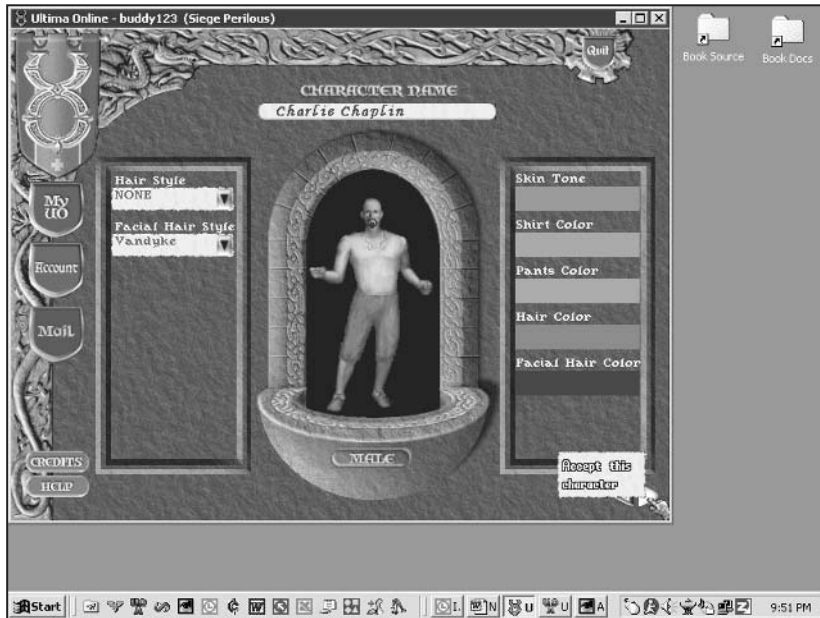 Ultima Online - buddy123 (Siege Perilous)
Quit
Book Source
Book Docs
CHARACTER NAME
Charlie Chaplin
Hair Style
NONE
Facial Hair Style
Vandyke
Skin Tone
Shirt Color
Pants Color
Hair Color
Facial Hair Color
My UO
Account
Mail
CREDITS
HELP
MALE
Accept this
character
Start
I.
N
U
U
A
9:51 PM